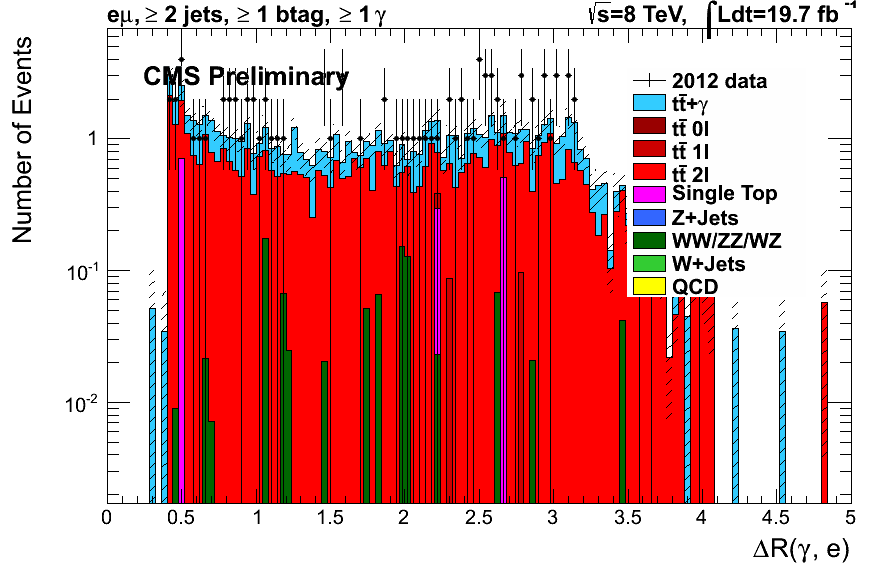 eμ, ≥ 2 jets, ≥ 1 btag, ≥ 1 γ
√s=8 TeV, ∫Ldt=19.7 fb⁻¹
CMS Preliminary
Number of Events
1
10⁻¹
10⁻²
2012 data
tt̄+γ
tt̄ 0l
tt̄ 1l
tt̄ 2l
Single Top
Z+Jets
WW/ZZ/WZ
W+Jets
QCD
0 0.5 1 1.5 2 2.5 3 3.5 4 4.5 5
ΔR(γ, e)